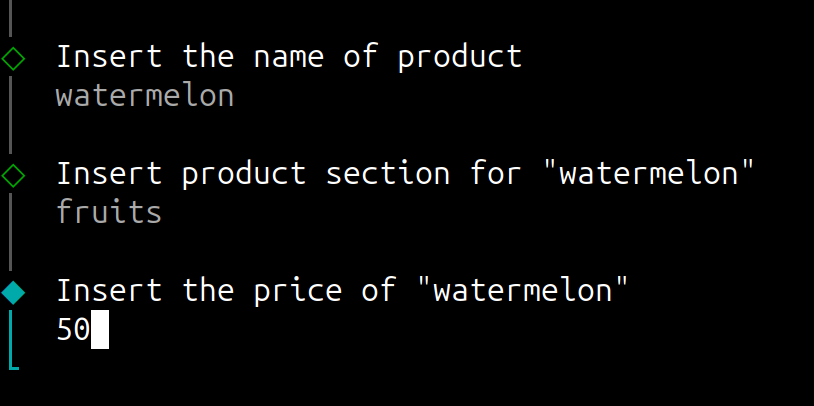 Insert the name of product
watermelon
Insert product section for "watermelon"
fruits
Insert the price of "watermelon"
50